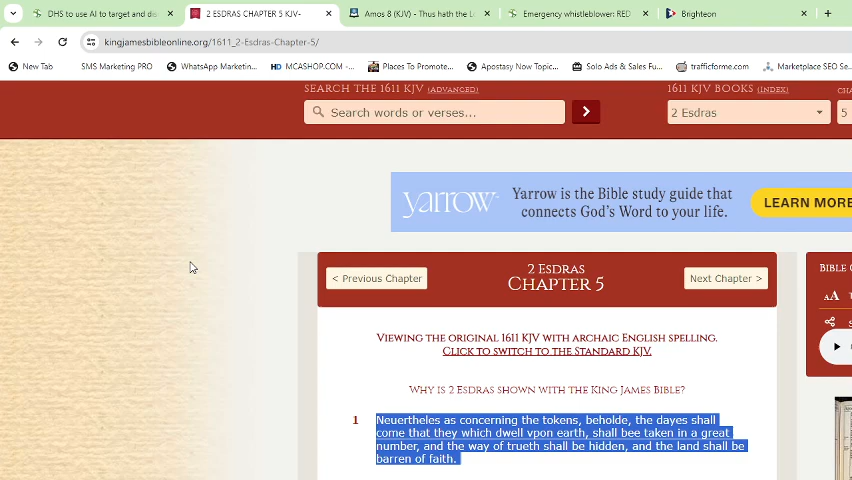 DHS to use AI to target and dis
2 ESDRAS CHAPTER 5 KJV-
Amos 8 (KJV) - Thus hath the L
Emergency whistleblower: RED
Brighteon
kingjamesbibleonline.org/1611_2-Esdras-Chapter-5/
New Tab
SMS Marketing PRO
WhatsApp Marketin...
HD MCASHOP.COM -...
Places To Promote...
Apostasy Now Topic...
Solo Ads & Sales Fu...
trafficforme.com
Marketplace SEO Se
SEARCH THE 1611 KJV (ADVANCED)
1611 KJV BOOKS (INDEX)
CHA
Search words or verses...
2 Esdras
5
yarrow
Yarrow is the Bible study guide that
connects God's Word to your life.
LEARN MORE
< Previous Chapter
2 ESDRAS
CHAPTER 5
Next Chapter >
BIBLE O
AA
VIEWING THE ORIGINAL 1611 KJV WITH ARCHAIC ENGLISH SPELLING.
CLICK TO SWITCH TO THE STANDARD KJV.
WHY IS 2 ESDRAS SHOWN WITH THE KING JAMES BIBLE?
1 Neuertheles as concerning the tokens, beholde, the dayes shall
come that they which dwell vpon earth, shall bee taken in a great
number, and the way of trueth shall be hidden, and the land shall be
barren of faith.